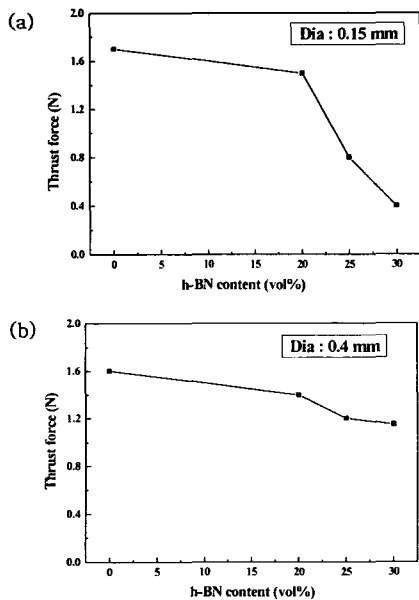 (a)
2.0
Dia : 0.15 mm
1.6
1.2
0.8
0.4
0.0
Thrust force (N)
0 5 10 15 20 25 30
h-BN content (vol%)
(b)
2.0
Dia : 0.4 mm
1.6
1.2
0.8
0.4
0.0
Thrust force (N)
0 5 10 15 20 25 30
h-BN content (vol%)